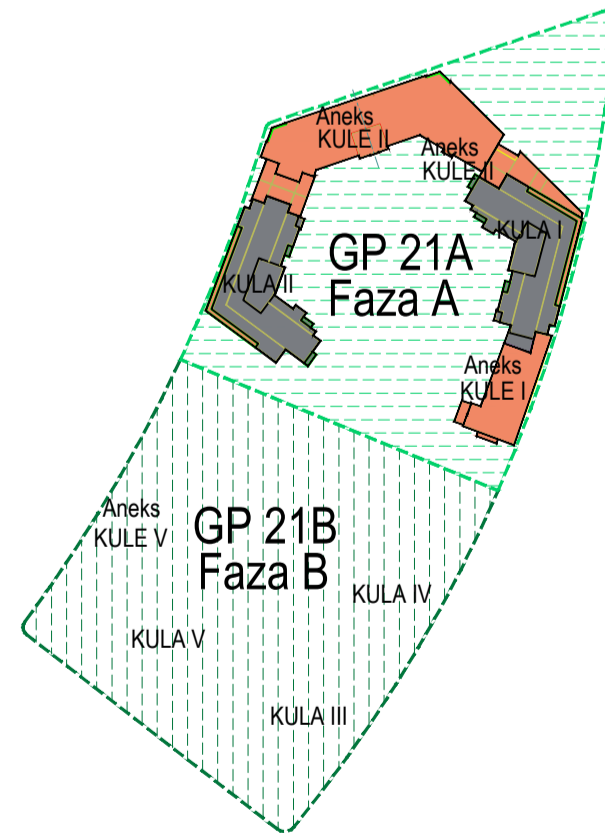 Aneks
KULE II
Aneks
KULE II
KULA I
GP 21A
Faza A
KULA II
Aneks
KULE I
Aneks
KULE V
GP 21B
Faza B
KULA IV
KULA V
KULA III